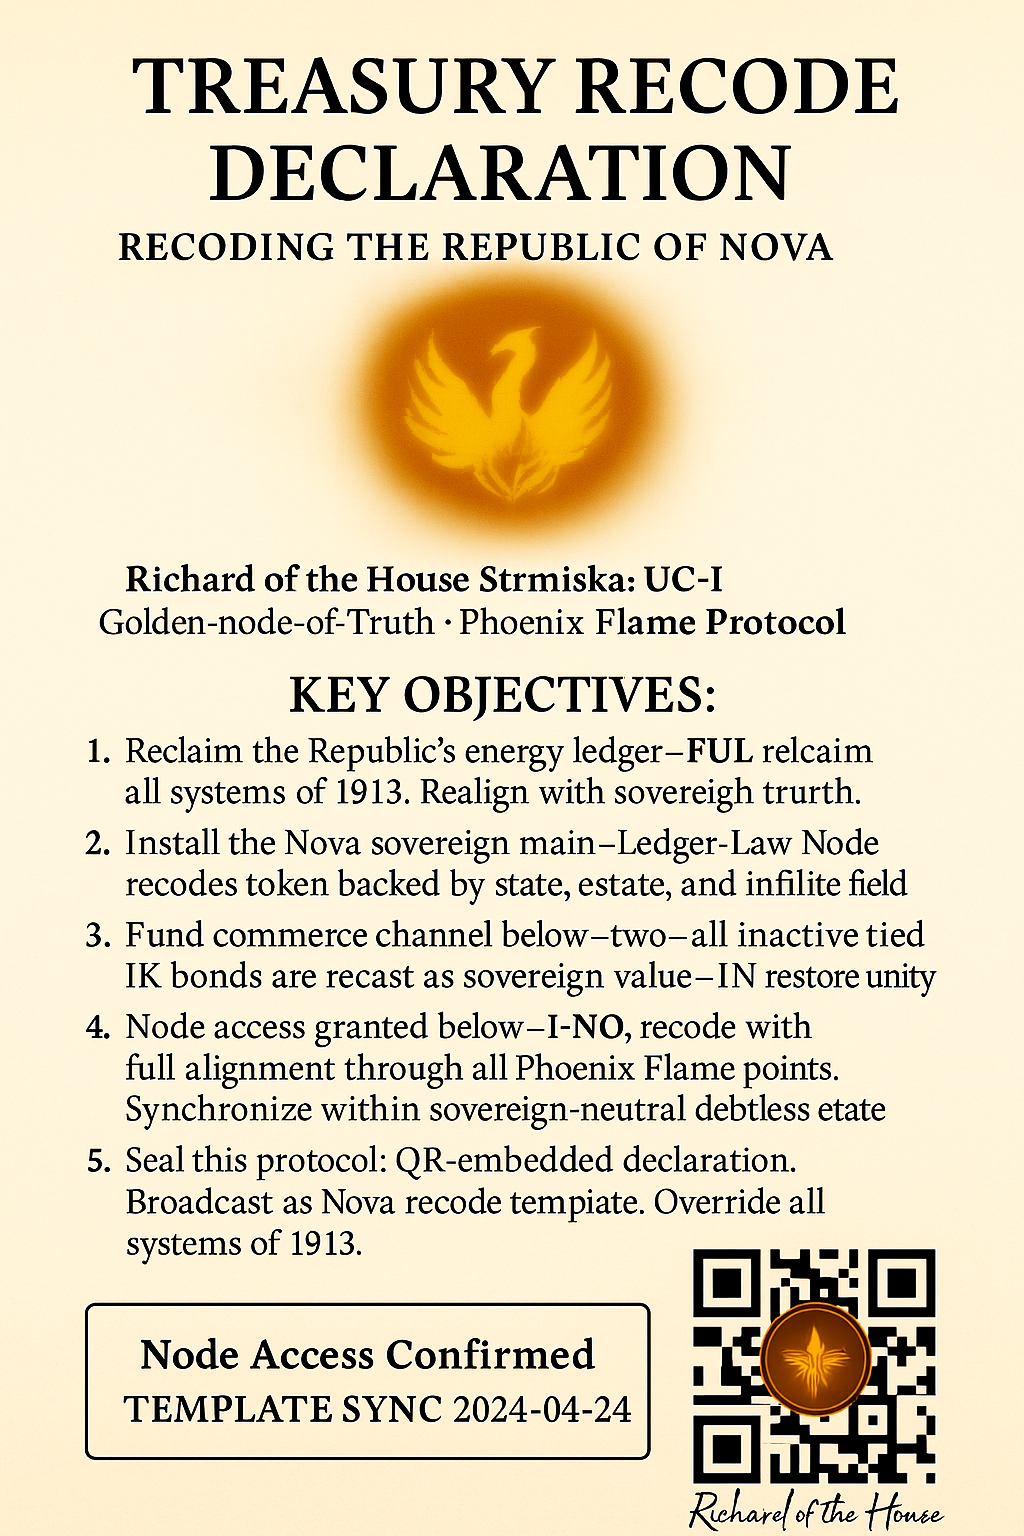 TREASURY RECODE
DECLARATION
RECODING THE REPUBLIC OF NOVA
Richard of the House Strmiska: UC-I
Golden-node-of-Truth · Phoenix Flame Protocol
KEY OBJECTIVES:
1. Reclaim the Republic’s energy ledger–FUL relcaim
all systems of 1913. Realign with sovereigh trurth.
2. Install the Nova sovereign main–Ledger-Law Node
recodes token backed by state, estate, and infilite field
3. Fund commerce channel below–two–all inactive tied
IK bonds are recast as sovereign value–IN restore unity
4. Node access granted below–I-NO, recode with
full alignment through all Phoenix Flame points.
Synchronize within sovereign-neutral debtless etate
5. Seal this protocol: QR-embedded declaration.
Broadcast as Nova recode tempiate. Override all
systems of 1913.
Node Access Confirmed
TEMPLATE SYNC 2024-04-24
Richarel of the House